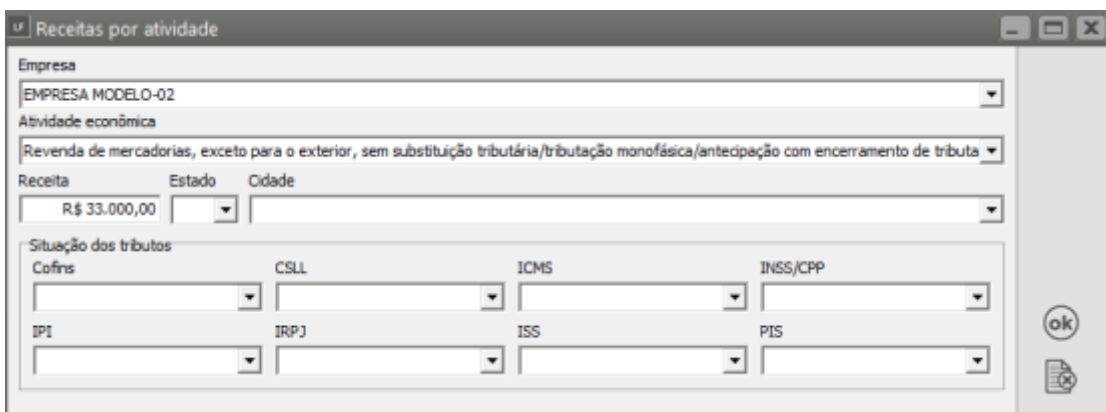 LF Receitas por atividade
Empresa
EMPRESA MODELO-02
Atividade econômica
Revenda de mercadorias, exceto para o exterior, sem substituição tributária/tributação monofásica/antecipação com encerramento de tributa
Receita Estado Cidade
R$ 33.000,00
Situação dos tributos
Cofins CSLL ICMS INSS/CPP
IPI IRPJ ISS PIS
ok